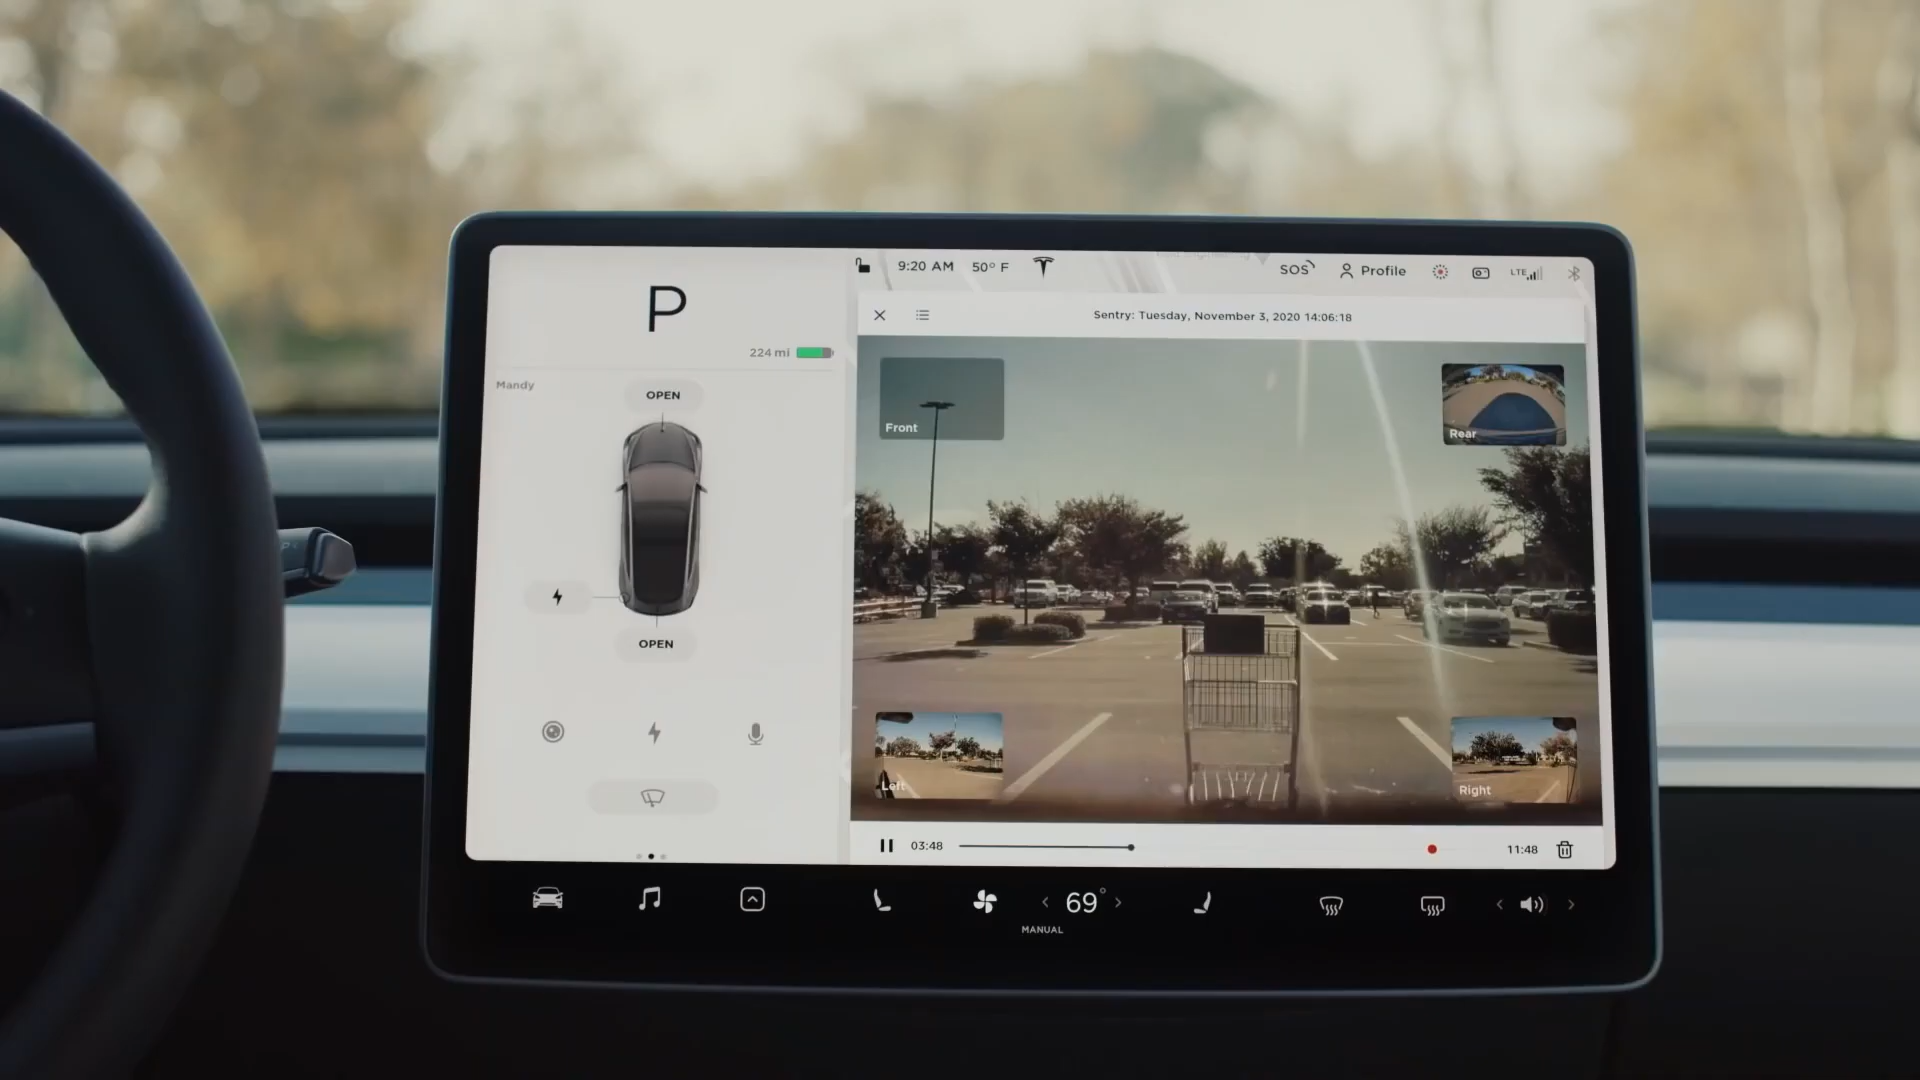 P
224 mi
Mandy
OPEN
OPEN
9:20 AM 50° F
SOS Profile LTE
Sentry: Tuesday, November 3, 2020 14:06:18
Front
Rear
Left
Right
03:48
11:48
69°
MANUAL